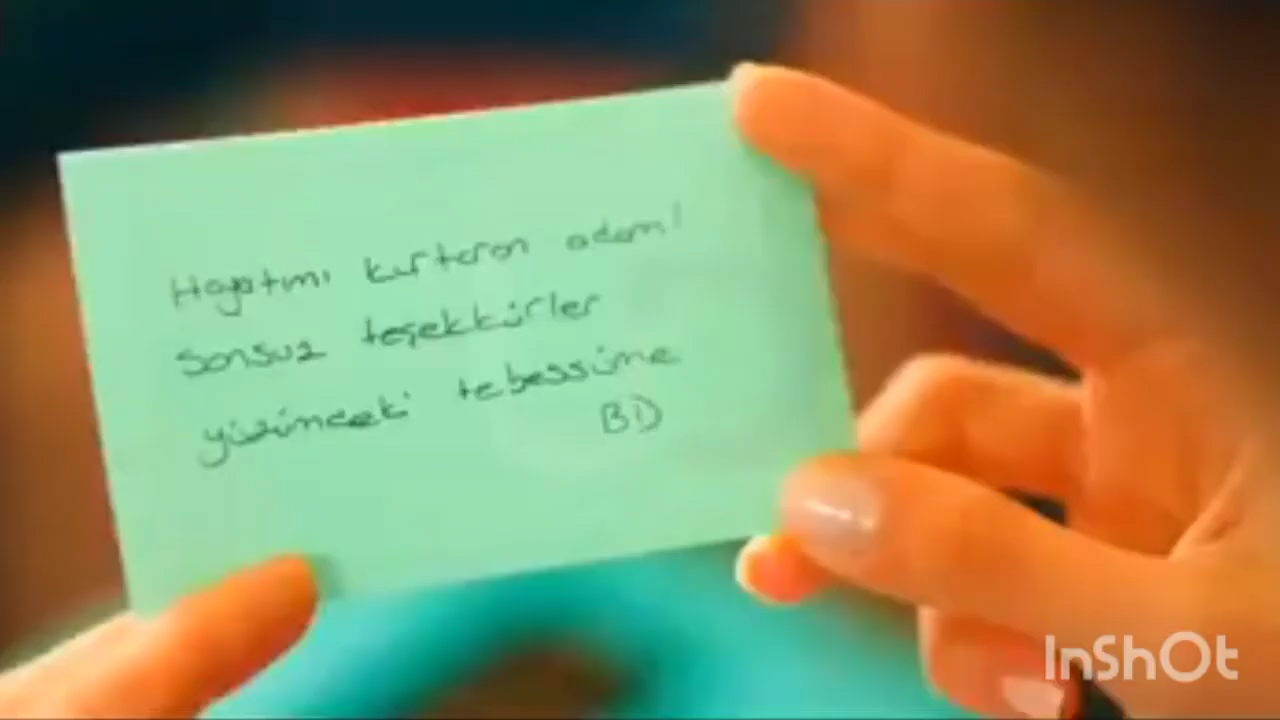 Hayatımı kurtaran adam!
Sonsuz teşekkürler
yüzümdeki tebessüme
BD
InShOt